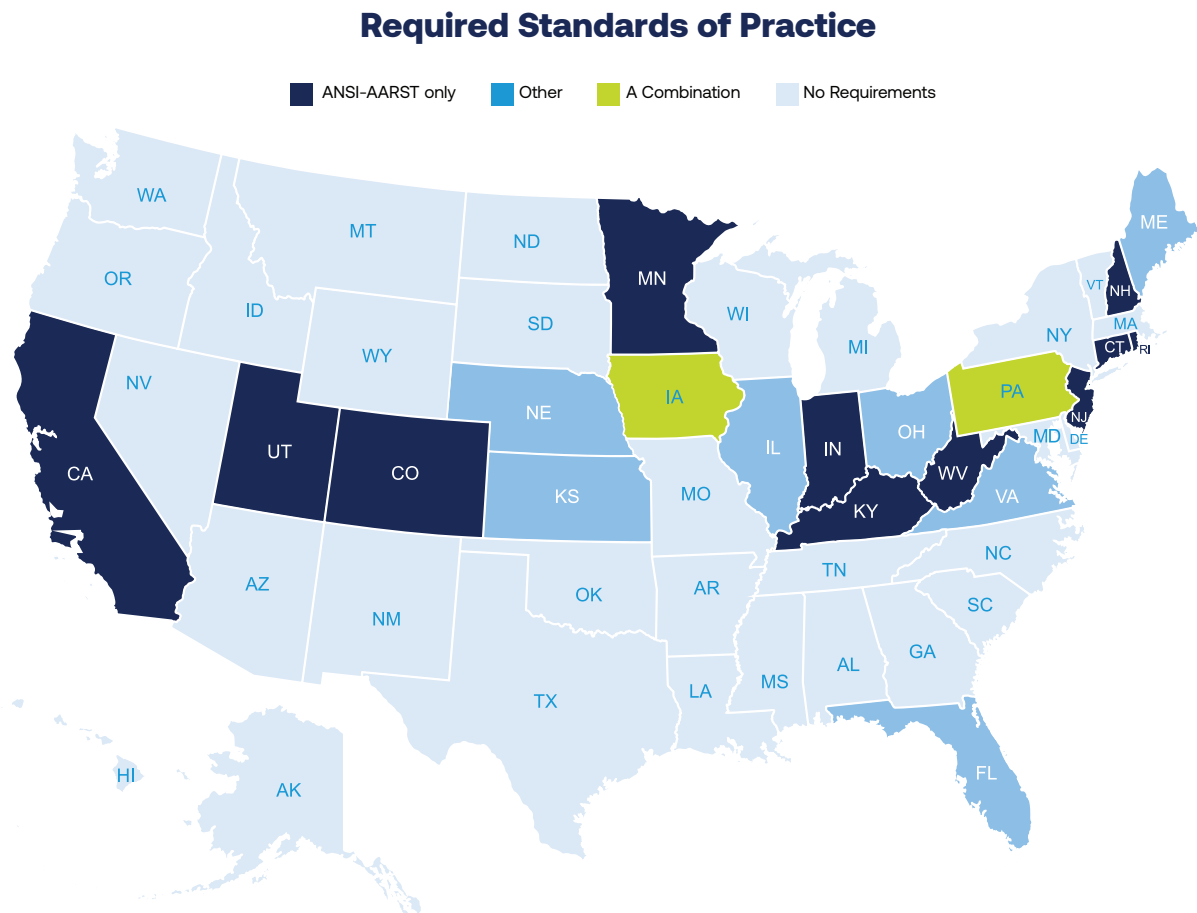 Required Standards of Practice
ANSI-AARST only
Other
A Combination
No Requirements
WA
MT
ND
MN
ME
OR
ID
SD
WI
VT
NH
WY
MI
NY
MA
CT
RI
NV
NE
IA
PA
NJ
UT
CO
IL
IN
OH
MD
DE
CA
KS
MO
WV
VA
KY
AZ
NM
OK
AR
TN
NC
SC
TX
LA
MS
AL
GA
HI
AK
FL